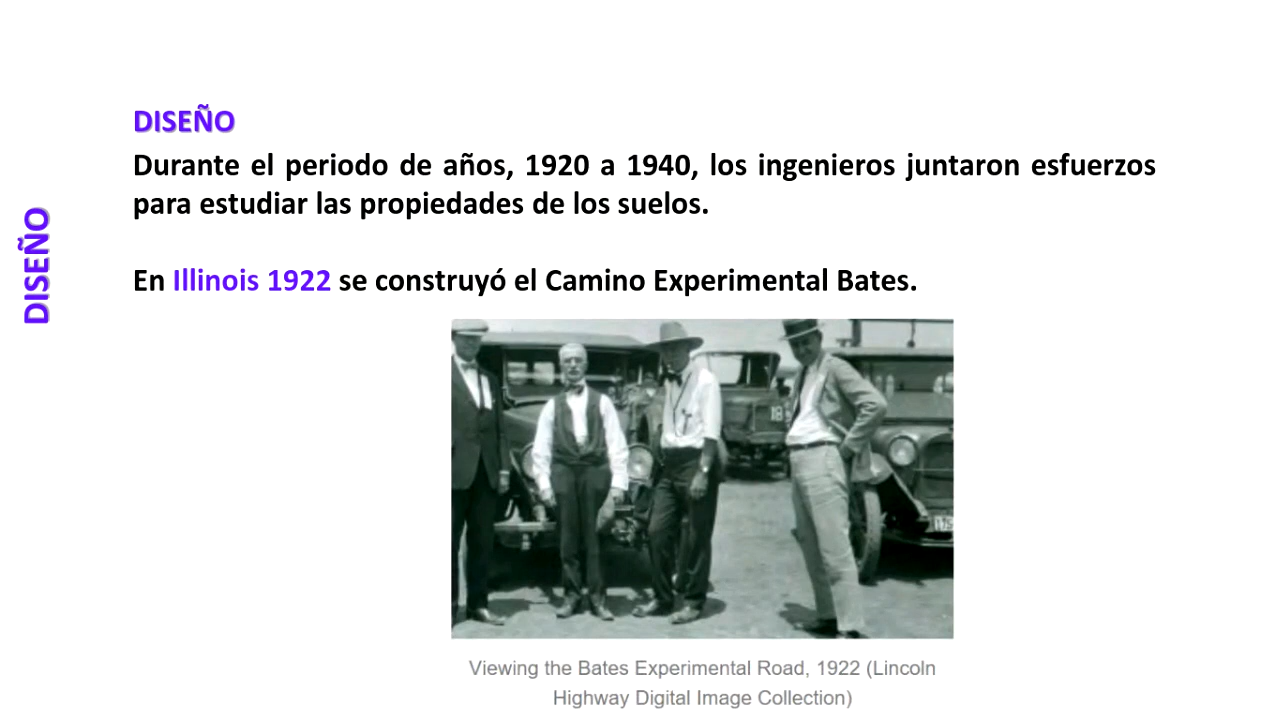 DISEÑO
DISEÑO
Durante el periodo de años, 1920 a 1940, los ingenieros juntaron esfuerzos
para estudiar las propiedades de los suelos.
En Illinois 1922 se construyó el Camino Experimental Bates.
Viewing the Bates Experimental Road, 1922 (Lincoln
Highway Digital Image Collection)